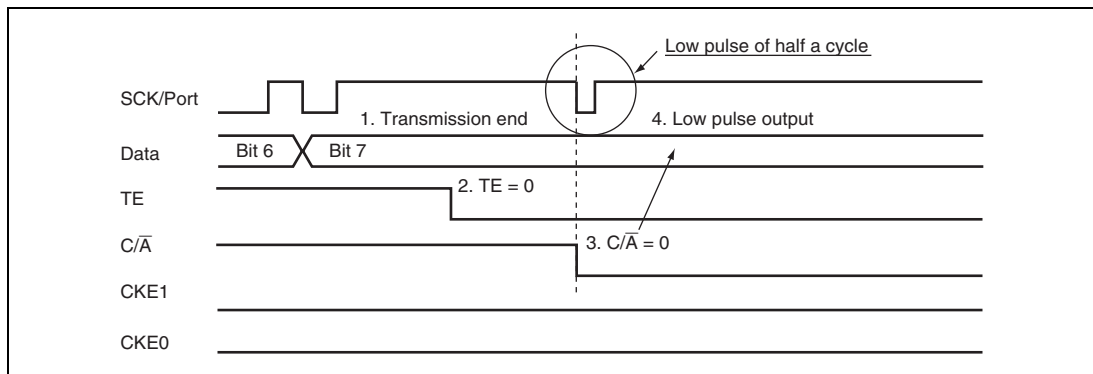 Low pulse of half a cycle
SCK/Port
1. Transmission end
4. Low pulse output
Data
Bit 6
Bit 7
TE
2. TE = 0
C/A̅
3. C/A̅ = 0
CKE1
CKE0